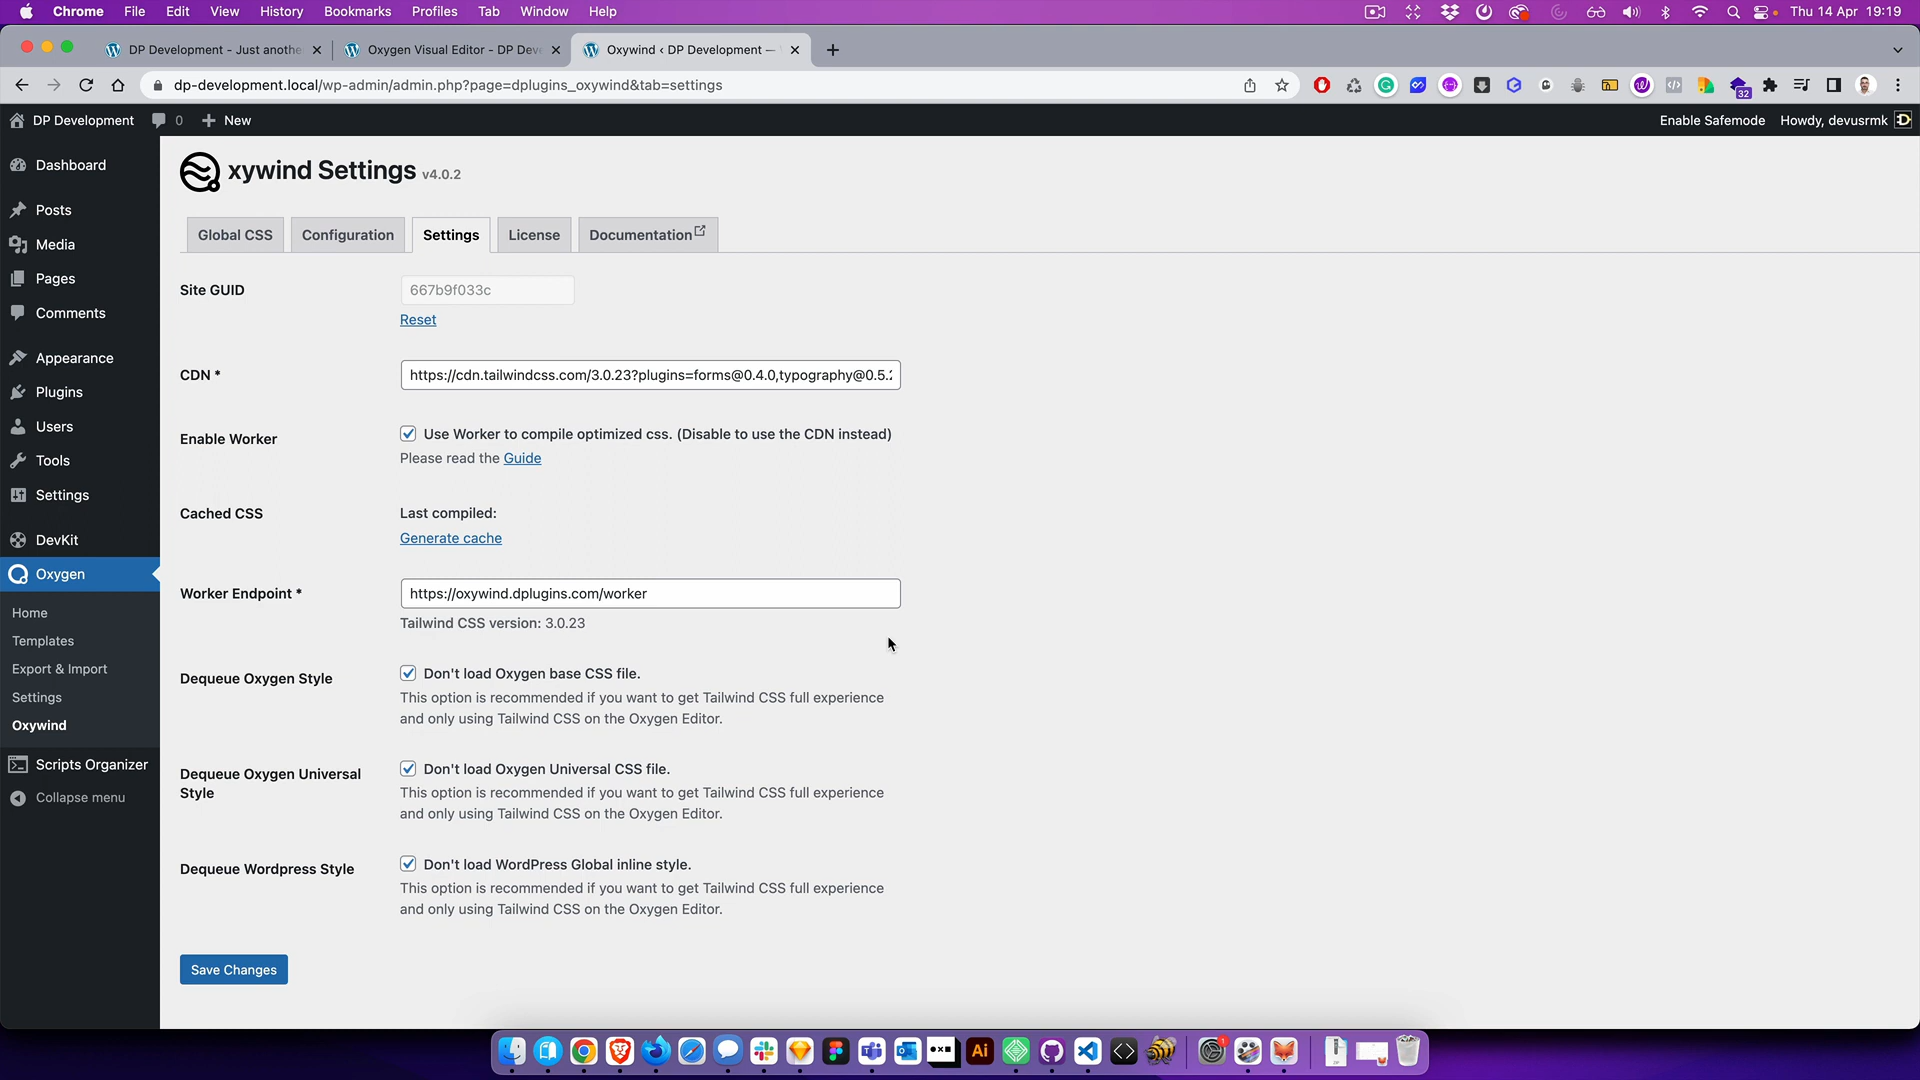 Chrome File Edit View History Bookmarks Profiles Tab Window Help Thu 14 Apr 19:19
DP Development - Just anothe Oxygen Visual Editor - DP Dev Oxywind ‹ DP Development —
dp-development.local/wp-admin/admin.php?page=dplugins_oxywind&tab=settings
32
DP Development 0 New Enable Safemode Howdy, devusrmk
Dashboard
Posts
Media
Pages
Comments
Appearance
Plugins
Users
Tools
Settings
DevKit
Oxygen
Home
Templates
Export & Import
Settings
Oxywind
Scripts Organizer
Collapse menu
xywind Settings v4.0.2
Global CSS Configuration Settings License Documentation
Site GUID 667b9f033c
Reset
CDN * https://cdn.tailwindcss.com/3.0.23?plugins=forms@0.4.0,typography@0.5.
Enable Worker Use Worker to compile optimized css. (Disable to use the CDN instead)
Please read the Guide
Cached CSS Last compiled:
Generate cache
Worker Endpoint * https://oxywind.dplugins.com/worker
Tailwind CSS version: 3.0.23
Dequeue Oxygen Style Don't load Oxygen base CSS file.
This option is recommended if you want to get Tailwind CSS full experience
and only using Tailwind CSS on the Oxygen Editor.
Dequeue Oxygen Universal
Style
Don't load Oxygen Universal CSS file.
This option is recommended if you want to get Tailwind CSS full experience
and only using Tailwind CSS on the Oxygen Editor.
Dequeue Wordpress Style Don't load WordPress Global inline style.
This option is recommended if you want to get Tailwind CSS full experience
and only using Tailwind CSS on the Oxygen Editor.
Save Changes
Ai
1